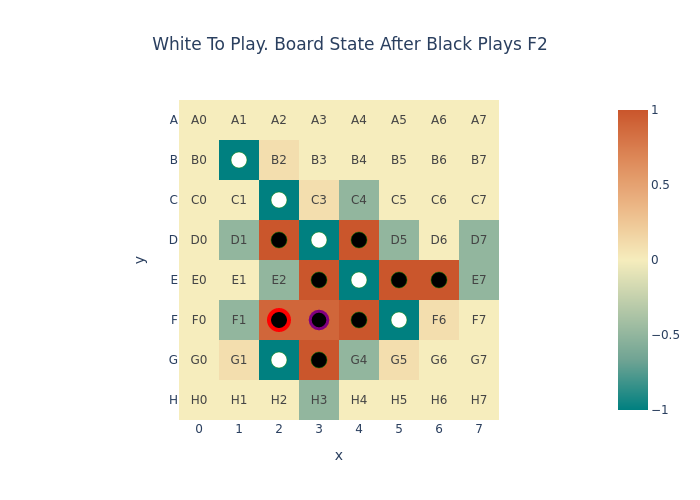 White To Play. Board State After Black Plays F2
A A0 A1 A2 A3 A4 A5 A6 A7
B B0 B2 B3 B4 B5 B6 B7
C C0 C1 C3 C4 C5 C6 C7
D D0 D1 D5 D6 D7
E E0 E1 E2 E7
F F0 F1 F6 F7
G G0 G1 G4 G5 G6 G7
H H0 H1 H2 H3 H4 H5 H6 H7
0 1 2 3 4 5 6 7
x
y
1
0.5
0
−0.5
−1